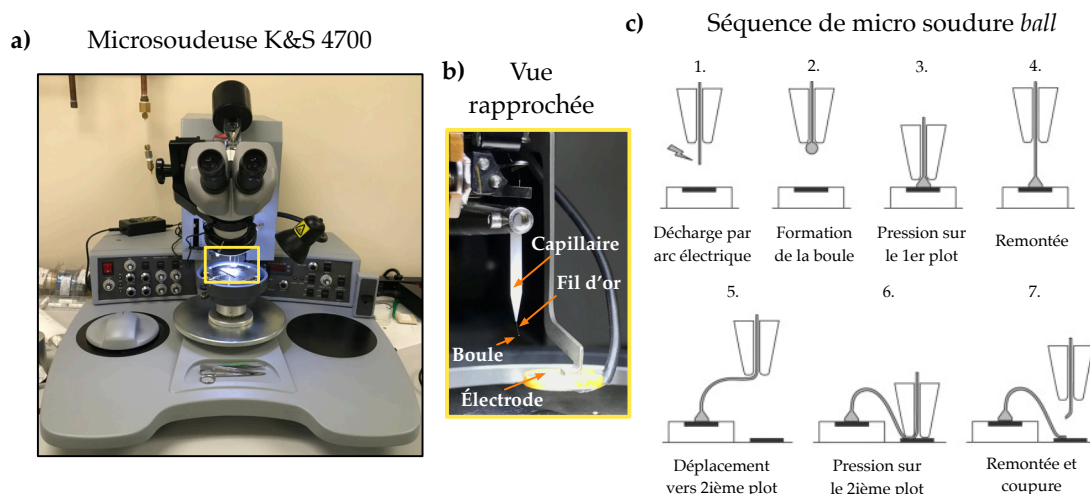 a)
Microsoudeuse K&S 4700
b)
Vue
rapprochée
Capillaire
Fil d'or
Boule
Électrode
c)
Séquence de micro soudure ball
1.
2.
3.
4.
Décharge par
arc électrique
Formation
de la boule
Pression sur
le 1er plot
Remontée
5.
6.
7.
Déplacement
vers 2ième plot
Pression sur
le 2ième plot
Remontée et
coupure